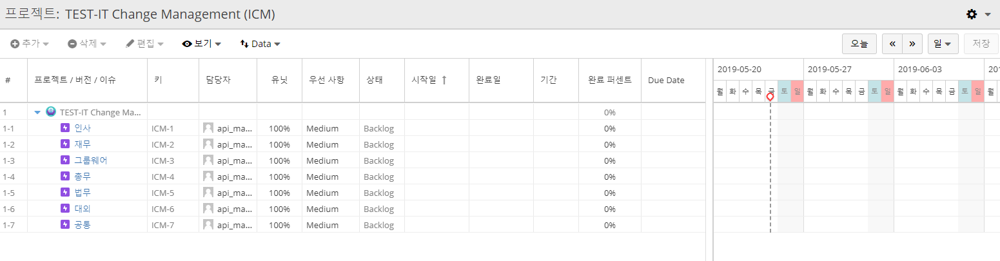 프로젝트: TEST-IT Change Management (ICM)
추가 삭제 편집 보기 Data 오늘 « » 일 저장
# 프로젝트 / 버전 / 이슈 키 담당자 유닛 우선 사항 상태 시작일 ↑ 완료일 기간 완료 퍼센트 Due Date
2019-05-20 2019-05-27 2019-06-03 201
월 화 수 목 금 토 일 월 화 수 목 금 토 일 월 화 수 목 금 토 일 월
1 TEST-IT Change Ma... 0%
1-1 인사 ICM-1 api_ma... 100% Medium Backlog 0%
1-2 재무 ICM-2 api_ma... 100% Medium Backlog 0%
1-3 그룹웨어 ICM-3 api_ma... 100% Medium Backlog 0%
1-4 총무 ICM-4 api_ma... 100% Medium Backlog 0%
1-5 법무 ICM-5 api_ma... 100% Medium Backlog 0%
1-6 대외 ICM-6 api_ma... 100% Medium Backlog 0%
1-7 공통 ICM-7 api_ma... 100% Medium Backlog 0%